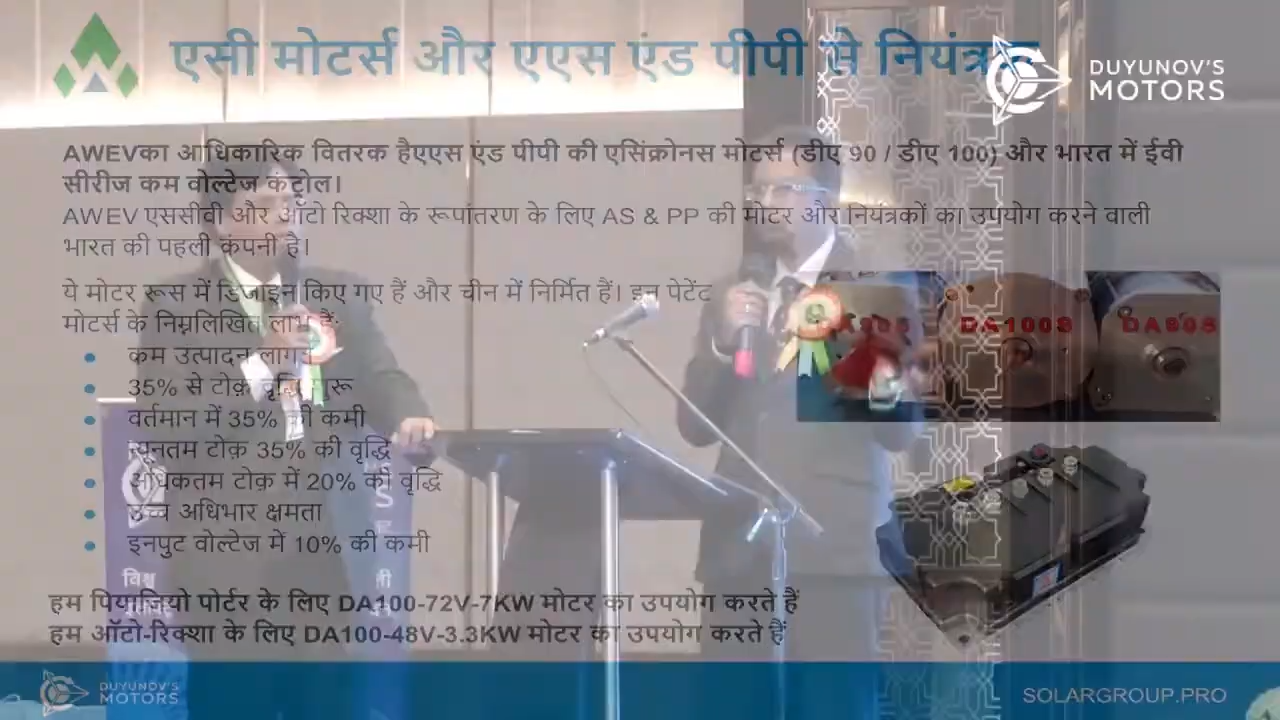 एसी मोटर्स और एएस एंड पीपी से नियंत्रक
DUYUNOV'S
MOTORS
AWEVका आधिकारिक वितरक हैएएस एंड पीपी की एसिंक्रोनस मोटर्स (डीए 90 / डीए 100) और भारत में ईवी
सीरीज कम वोल्टेज कंट्रोल।
AWEV एससीवी और ऑटो रिक्शा के रूपांतरण के लिए AS & PP की मोटर और नियंत्रकों का उपयोग करने वाली
भारत की पहली कंपनी है।
ये मोटर रूस में डिजाइन किए गए हैं और चीन में निर्मित हैं। इन पेटेंट
मोटर्स के निम्नलिखित लाभ हैं:
DA90S DA100S DA90S
कम उत्पादन लागत
35% से टोक़ वृद्धि शुरू
वर्तमान में 35% की कमी
न्यूनतम टोक़ 35% की वृद्धि
अधिकतम टोक़ में 20% की वृद्धि
उच्च अधिभार क्षमता
इनपुट वोल्टेज में 10% की कमी
विश्व
हम पियाजियो पोर्टर के लिए DA100-72V-7KW मोटर का उपयोग करते हैं
हम ऑटो-रिक्शा के लिए DA100-48V-3.3KW मोटर का उपयोग करते हैं
DUYUNOV'S
MOTORS
SOLARGROUP.PRO